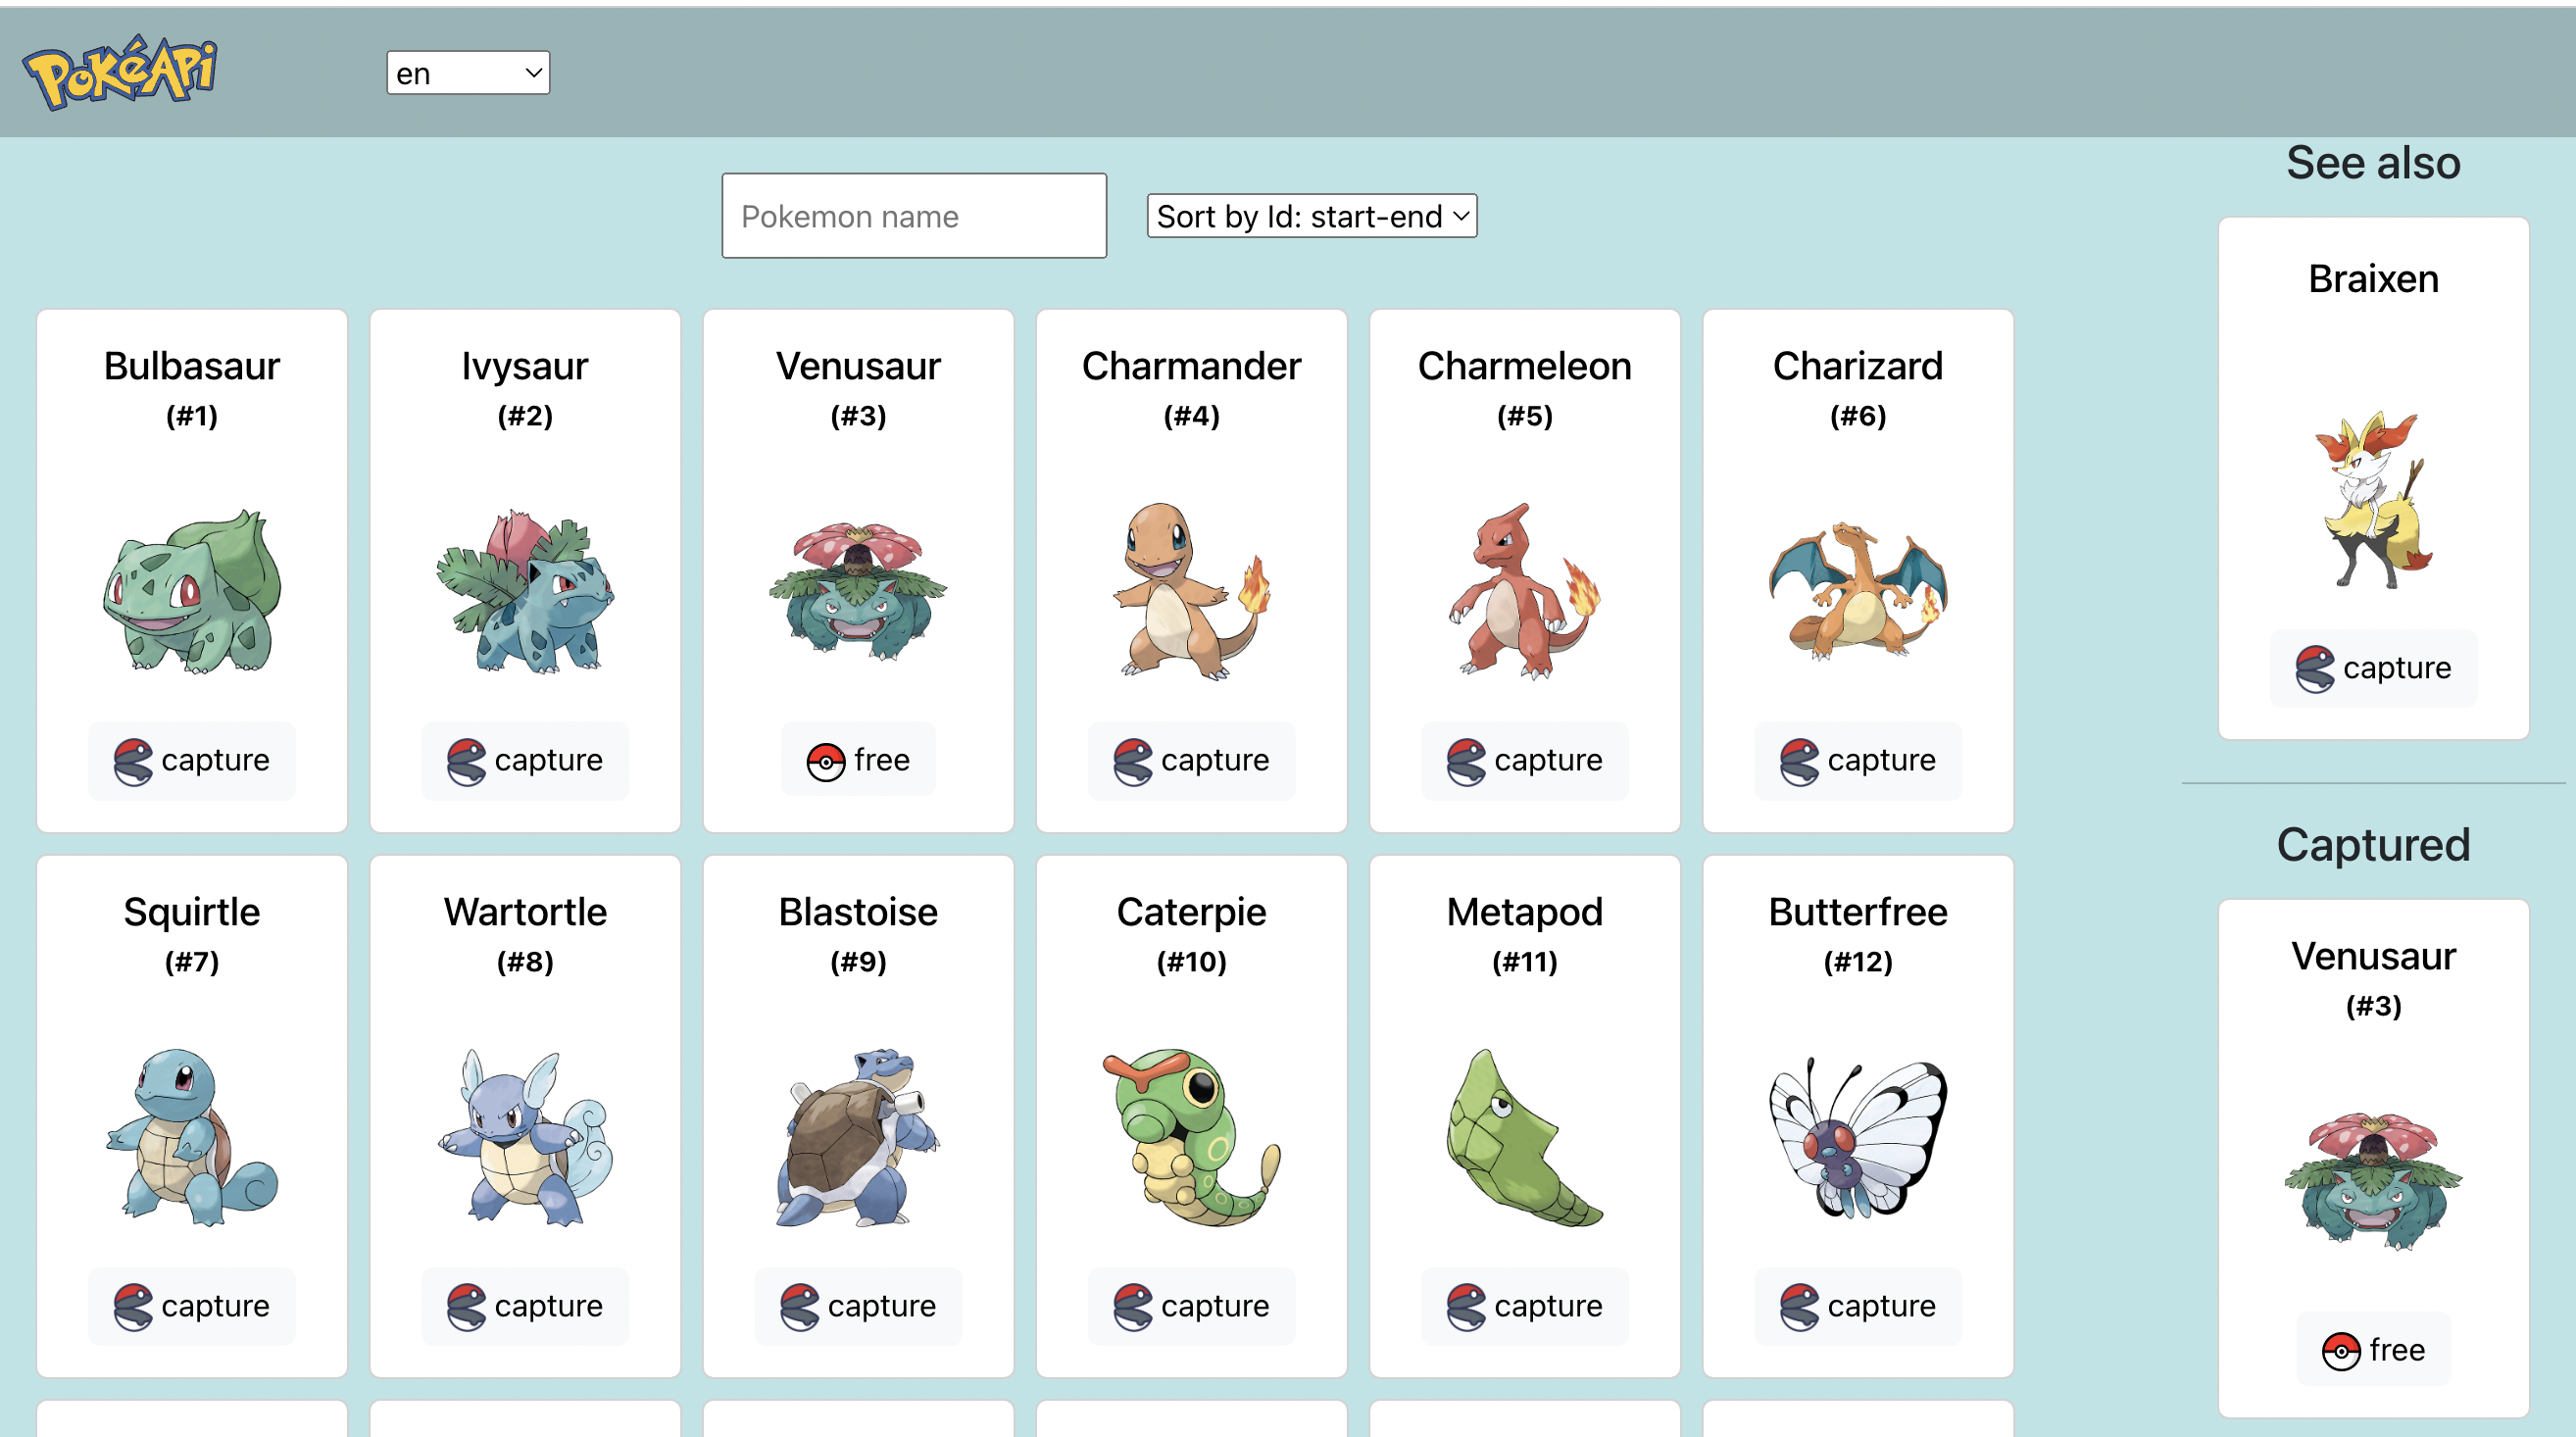 PokéAPi
en
Pokemon name
Sort by Id: start-end
Bulbasaur
(#1)
capture
Ivysaur
(#2)
capture
Venusaur
(#3)
free
Charmander
(#4)
capture
Charmeleon
(#5)
capture
Charizard
(#6)
capture
Squirtle
(#7)
capture
Wartortle
(#8)
capture
Blastoise
(#9)
capture
Caterpie
(#10)
capture
Metapod
(#11)
capture
Butterfree
(#12)
capture
See also
Braixen
capture
Captured
Venusaur
(#3)
free